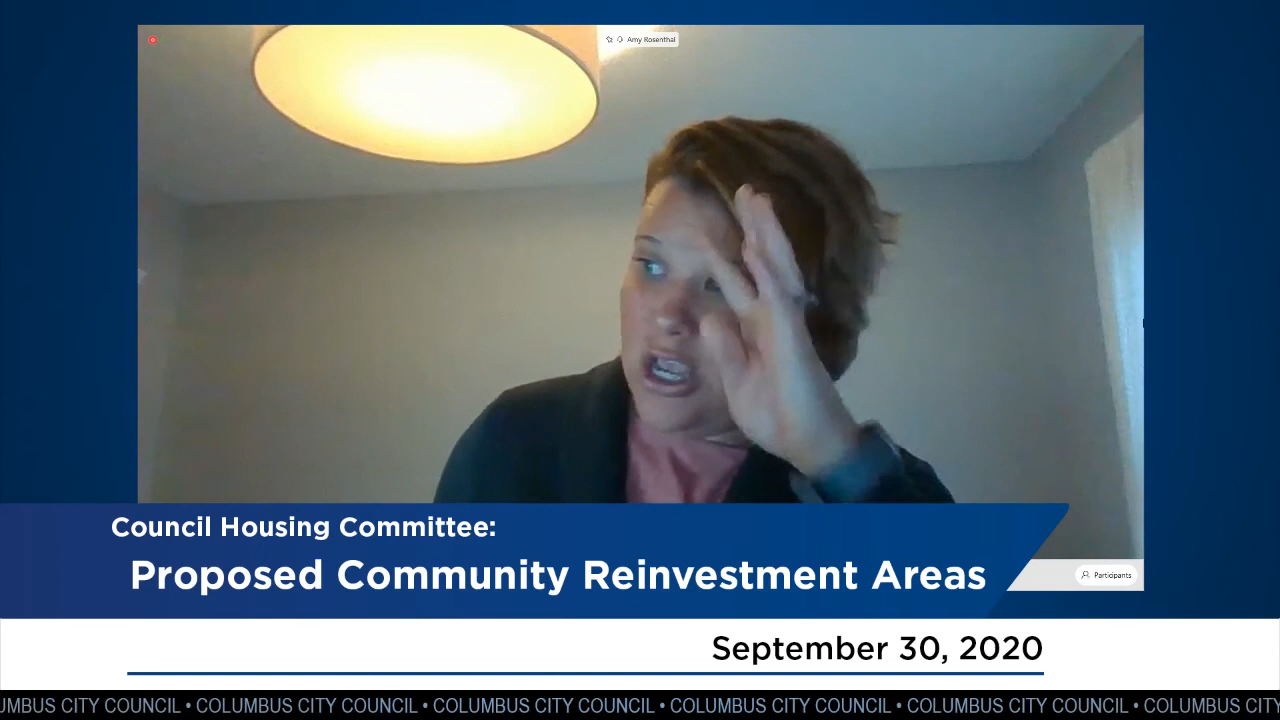 Amy Rosenthal
Council Housing Committee:
Proposed Community Reinvestment Areas
Participants
September 30, 2020
UMBUS CITY COUNCIL • COLUMBUS CITY COUNCIL • COLUMBUS CITY COUNCIL • COLUMBUS CITY COUNCIL • COLUMBUS CITY COUNCIL • COLUMBUS CITY